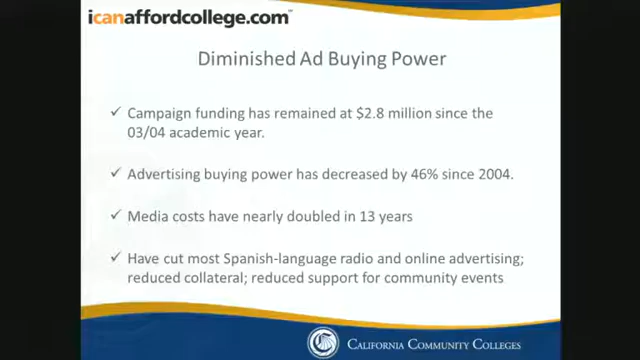 icanaffordcollege.com
Diminished Ad Buying Power
✓ Campaign funding has remained at $2.8 million since the
03/04 academic year.
✓ Advertising buying power has decreased by 46% since 2004.
✓ Media costs have nearly doubled in 13 years
✓ Have cut most Spanish-language radio and online advertising;
reduced collateral; reduced support for community events
CALIFORNIA COMMUNITY COLLEGES